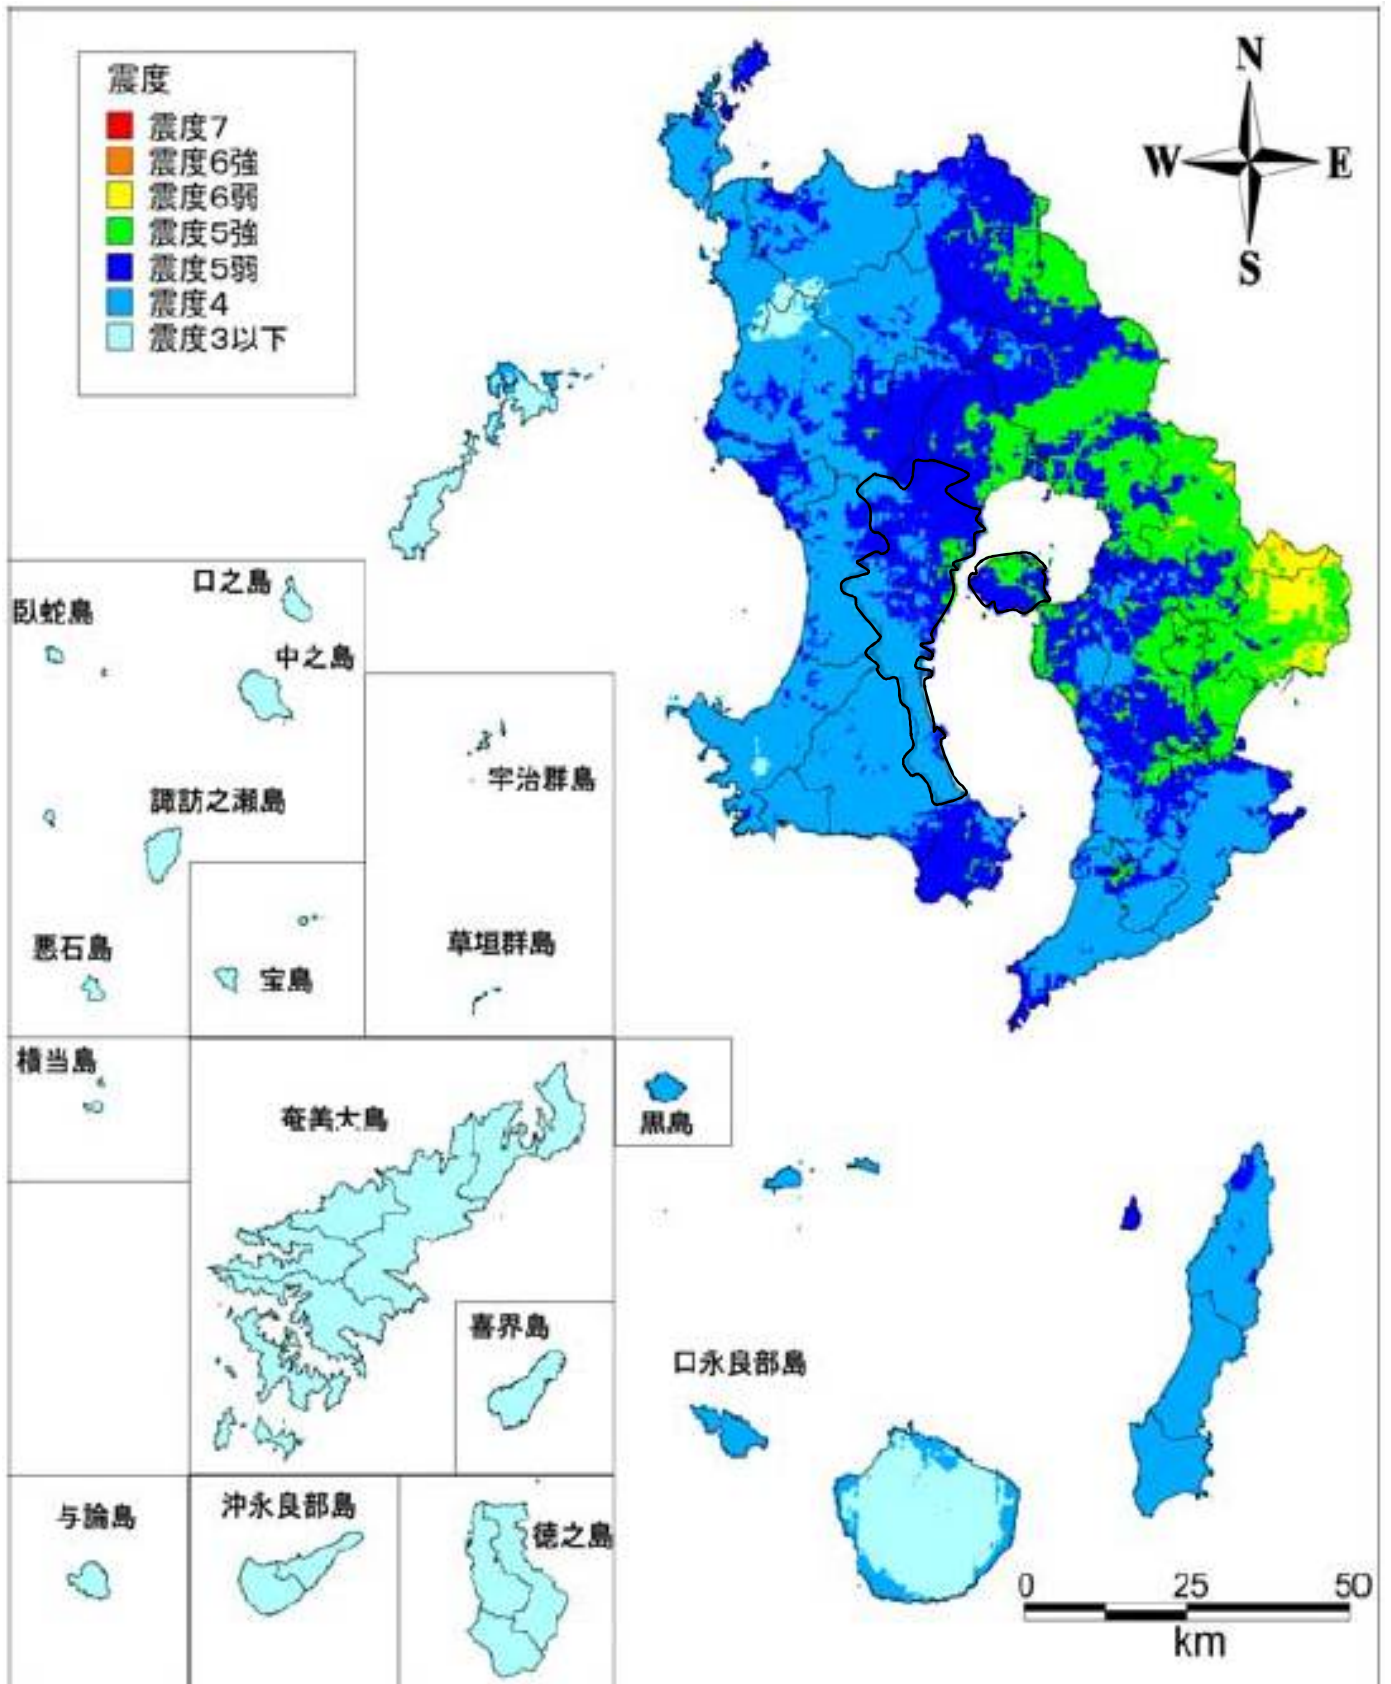 震度
震度7
震度6強
震度6弱
震度5強
震度5弱
震度4
震度3以下
N
W
E
S
口之島
臥蛇島
中之島
諏訪之瀬島
宇治群島
悪石島
宝島
草垣群島
横当島
奄美大島
黒島
喜界島
口永良部島
与論島
沖永良部島
徳之島
0 25 50
km